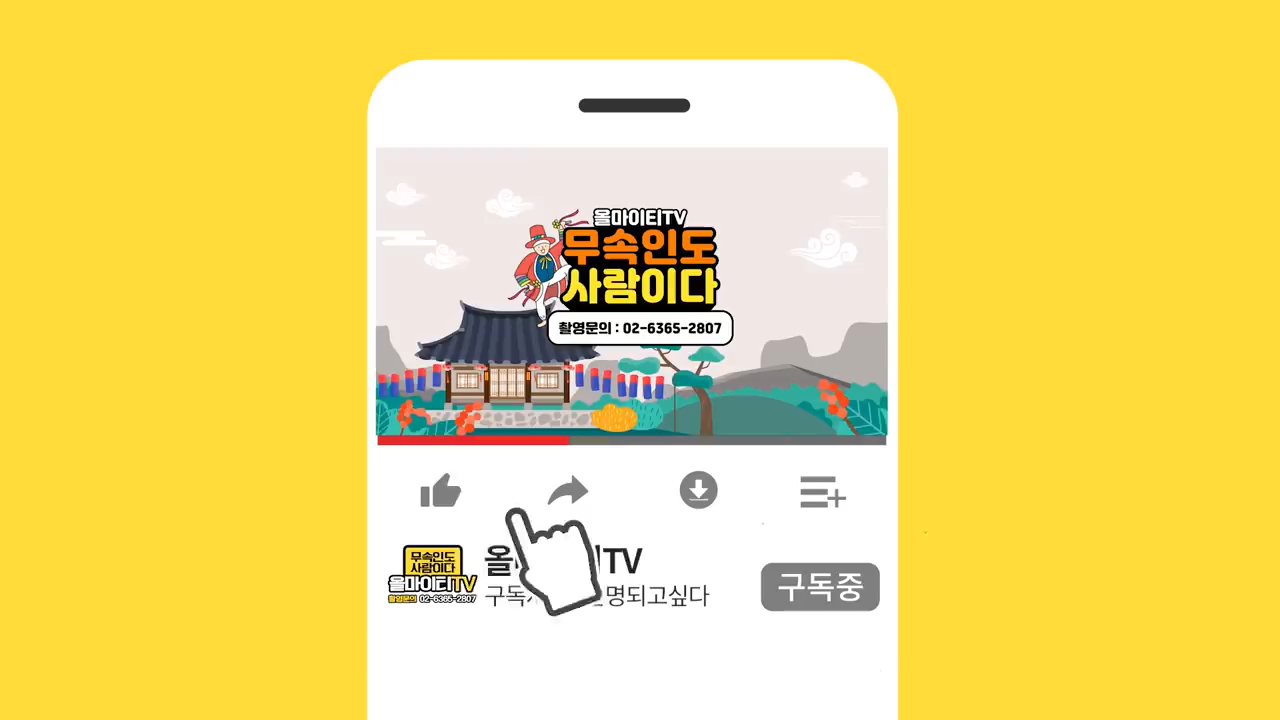 올마이티TV
무속인도
사람이다
촬영문의 : 02-6365-2807
무속인도
사람이다
올마이티TV
촬영문의 02-6365-2807
올 TV
구독 명되고싶다
구독중